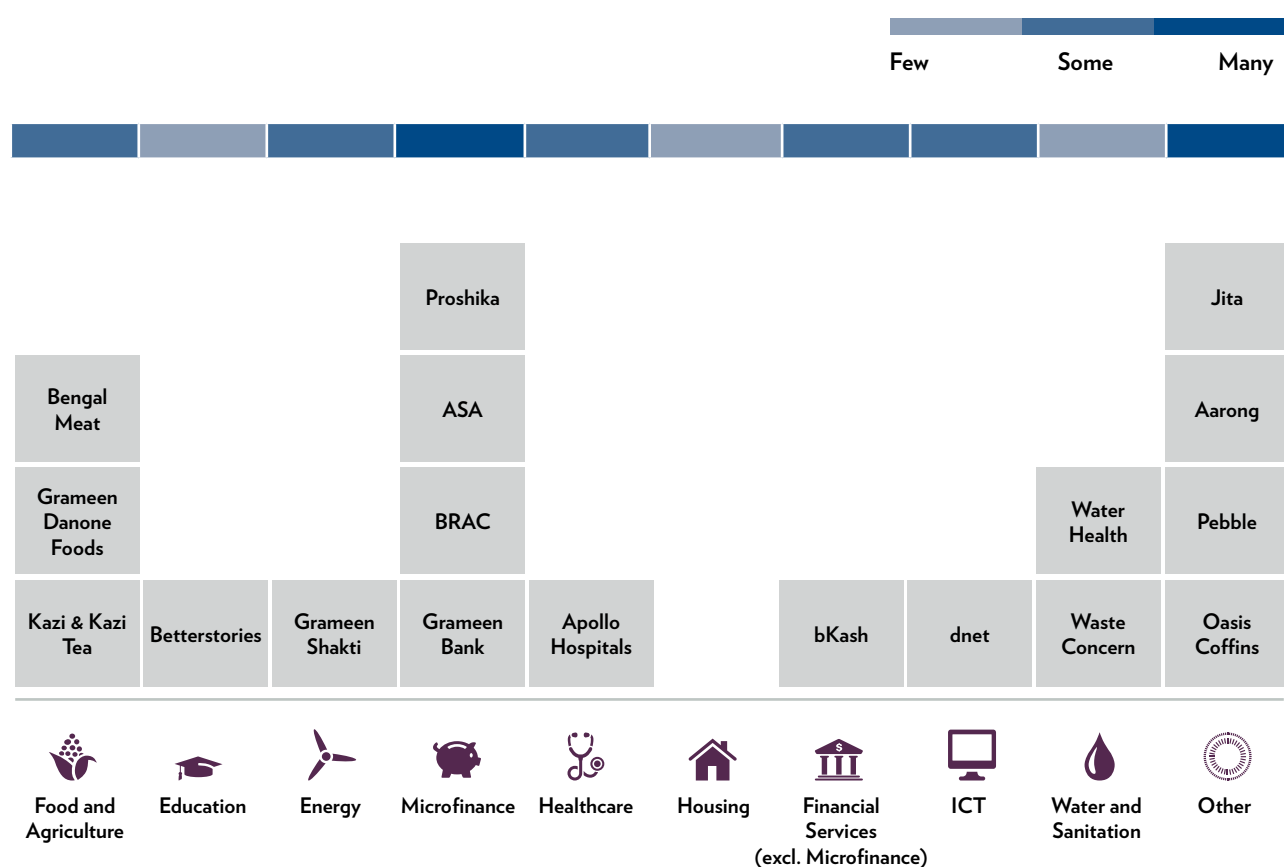 Few Some Many
Proshika Jita
Bengal
Meat
ASA Aarong
Grameen
Danone
Foods
BRAC
Water
Health
Pebble
Kazi & Kazi
Tea
Betterstories
Grameen
Shakti
Grameen
Bank
Apollo
Hospitals
bKash
dnet
Waste
Concern
Oasis
Coffins
$
Food and
Agriculture
Education
Energy
Microfinance
Healthcare
Housing
Financial
Services
(excl. Microfinance)
ICT
Water and
Sanitation
Other